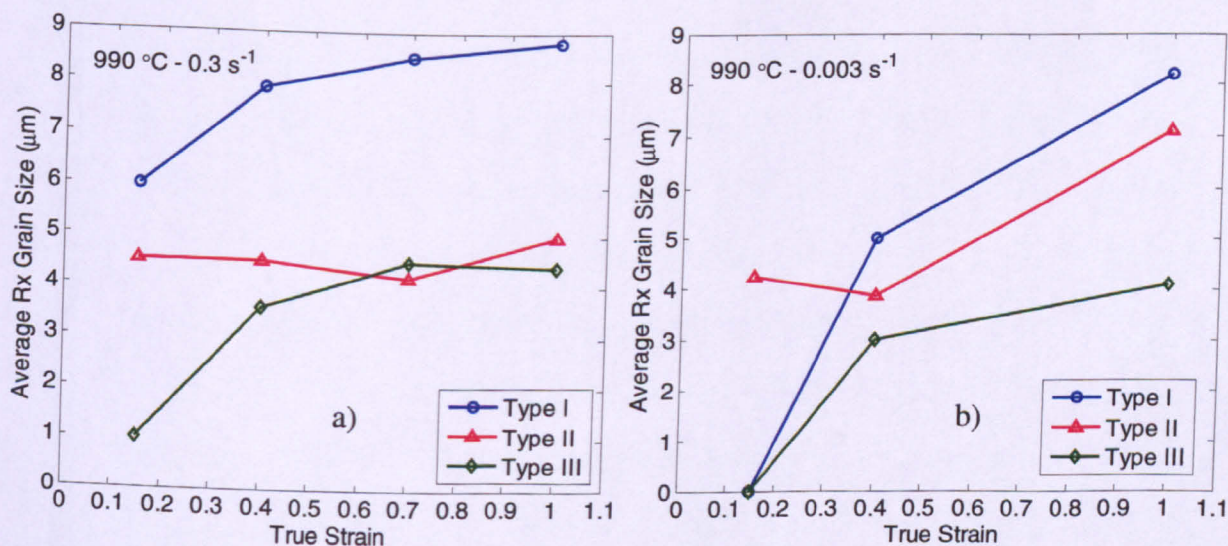 990 °C - 0.3 s⁻¹
Average Rx Grain Size (μm)
9
8
7
6
5
4
3
2
1
0
0 0.1 0.2 0.3 0.4 0.5 0.6 0.7 0.8 0.9 1 1.1
True Strain
a)
Type I
Type II
Type III
990 °C - 0.003 s⁻¹
Average Rx Grain Size (μm)
9
8
7
6
5
4
3
2
1
0
0 0.1 0.2 0.3 0.4 0.5 0.6 0.7 0.8 0.9 1 1.1
True Strain
b)
Type I
Type II
Type III